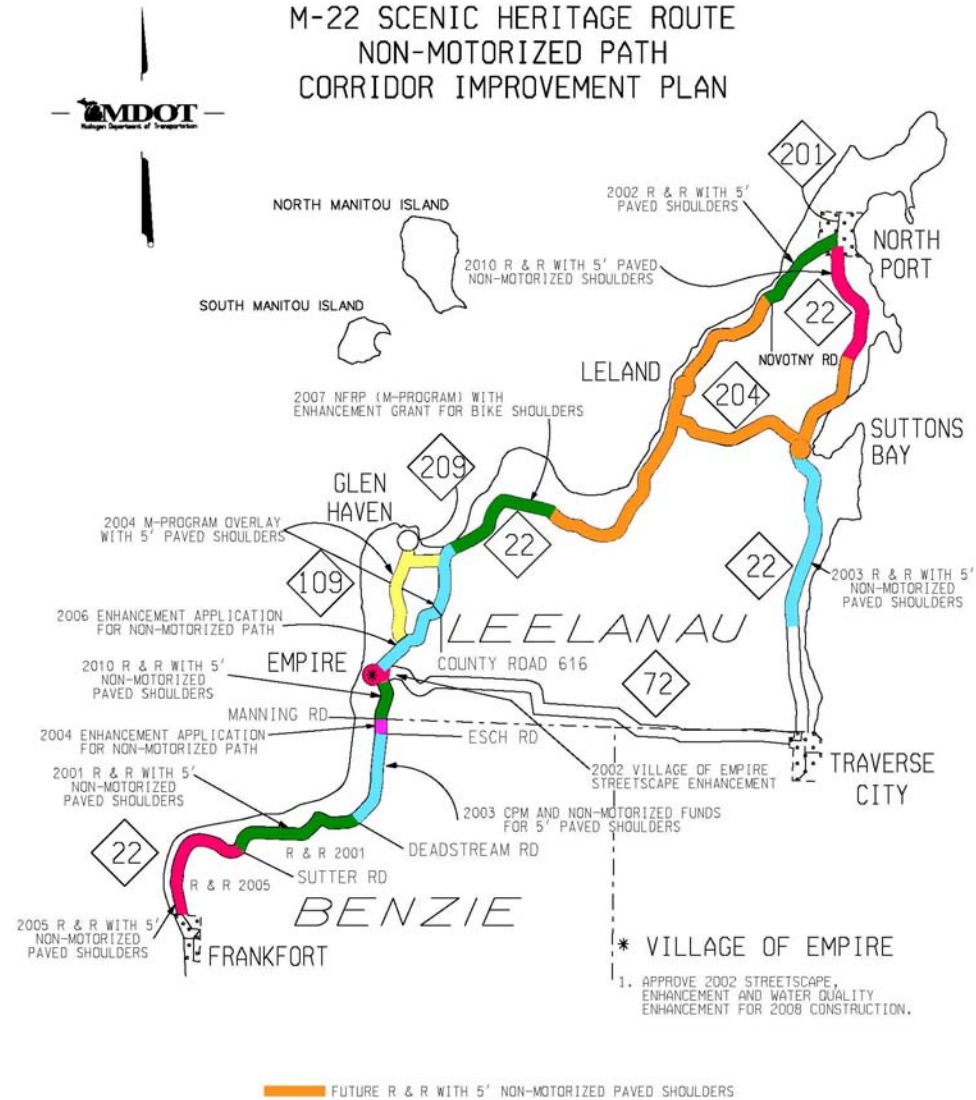 M-22 SCENIC HERITAGE ROUTE
NON-MOTORIZED PATH
CORRIDOR IMPROVEMENT PLAN
MDOT
Department of Transportation
201
2002 R & R WITH 5'
PAVED SHOULDERS
NORTH MANITOU ISLAND
NORTH
PORT
2010 R & R WITH 5' PAVED
NON-MOTORIZED SHOULDERS
SOUTH MANITOU ISLAND
22
NOVOTNY RD
LELAND
204
2007 NFRP (M-PROGRAM) WITH
ENHANCEMENT GRANT FOR BIKE SHOULDERS
SUTTONS
BAY
209
GLEN
HAVEN
2004 M-PROGRAM OVERLAY
WITH 5' PAVED SHOULDERS
22
22
109
2003 R & R WITH 5'
NON-MOTORIZED
PAVED SHOULDERS
2006 ENHANCEMENT APPLICATION
FOR NON-MOTORIZED PATH
LEELANAU
EMPIRE
*
COUNTY ROAD 616
2010 R & R WITH 5'
NON-MOTORIZED
PAVED SHOULDERS
72
MANNING RD
ESCH RD
2004 ENHANCEMENT APPLICATION
FOR NON-MOTORIZED PATH
2002 VILLAGE OF EMPIRE
STREETSCAPE ENHANCEMENT
TRAVERSE
CITY
2001 R & R WITH 5'
NON-MOTORIZED
PAVED SHOULDERS
2003 CPM AND NON-MOTORIZED FUNDS
FOR 5' PAVED SHOULDERS
22
R & R 2001
DEADSTREAM RD
SUTTER RD
R & R 2005
BENZIE
2005 R & R WITH 5'
NON-MOTORIZED
PAVED SHOULDERS
FRANKFORT
* VILLAGE OF EMPIRE
1. APPROVE 2002 STREETSCAPE,
ENHANCEMENT AND WATER QUALITY
ENHANCEMENT FOR 2008 CONSTRUCTION.
FUTURE R & R WITH 5' NON-MOTORIZED PAVED SHOULDERS